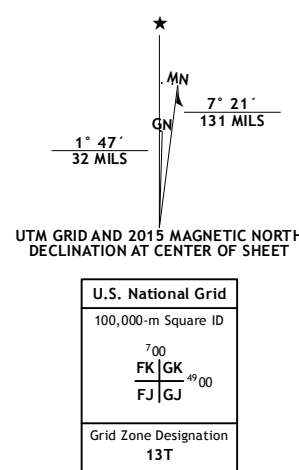 ★
MN
GN
7° 21´
131 MILS
1° 47´
32 MILS
UTM GRID AND 2015 MAGNETIC NORTH
DECLINATION AT CENTER OF SHEET
U.S. National Grid
100,000-m Square ID
700
FK GK
4900
FJ GJ
Grid Zone Designation
13T